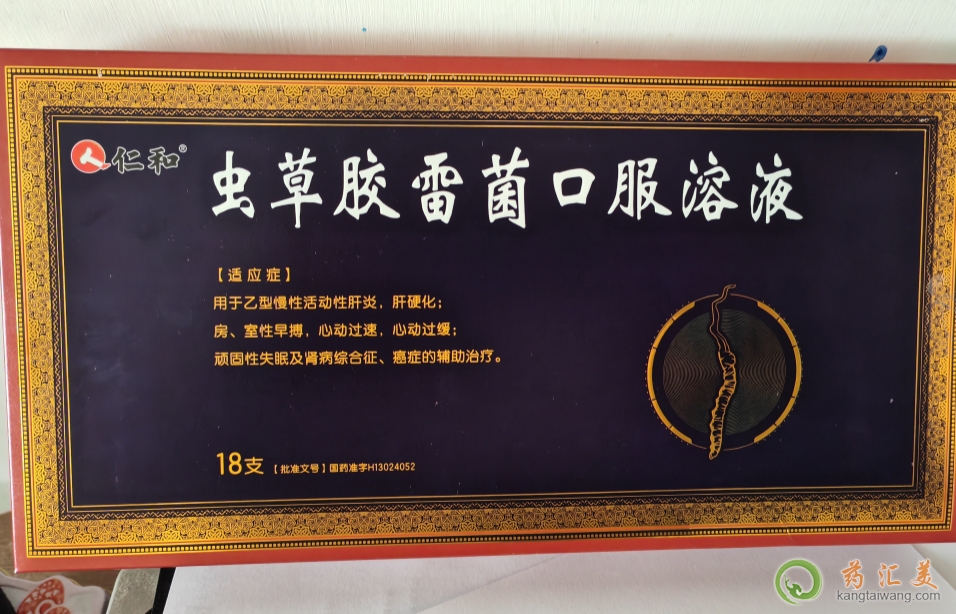 人 仁和®
虫草胶雷菌口服溶液
【适应症】
用于乙型慢性活动性肝炎，肝硬化；
房、室性早搏，心动过速，心动过缓；
顽固性失眠及肾病综合征、癌症的辅助治疗。
18支 【批准文号】国药准字H13024052
药汇美
kangtaiwang.com